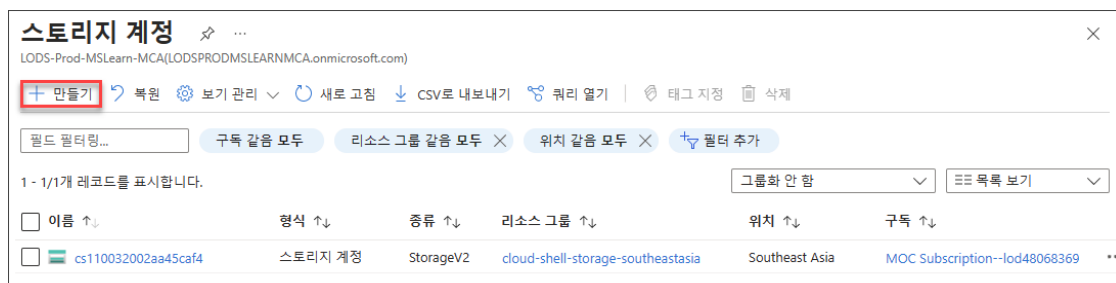 스토리지 계정 ...
LODS-Prod-MSLearn-MCA(LODSPRODMSLEARNMCA.onmicrosoft.com)
만들기 복원 보기 관리 새로 고침 CSV로 내보내기 쿼리 열기 태그 지정 삭제
필드 필터링... 구독 같음 모두 리소스 그룹 같음 모두 위치 같음 모두 필터 추가
1 - 1/1개 레코드를 표시합니다. 그룹화 안 함 목록 보기
이름 형식 종류 리소스 그룹 위치 구독
cs110032002aa45caf4 스토리지 계정 StorageV2 cloud-shell-storage-southeastasia Southeast Asia MOC Subscription--lod48068369